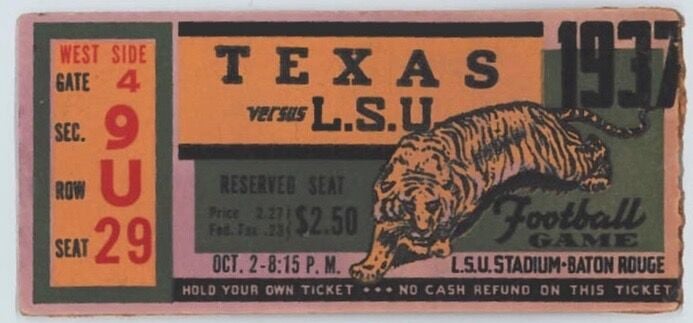 WEST SIDE
GATE 4
SEC. 9
ROW U
SEAT 29
TEXAS
versus L.S.U.
1937
RESERVED SEAT
Price 2.27
Fed. Tax .23
$2.50
Football
GAME
OCT. 2-8:15 P. M.
L.S.U. STADIUM-BATON ROUGE
HOLD YOUR OWN TICKET ••• NO CASH REFUND ON THIS TICKET